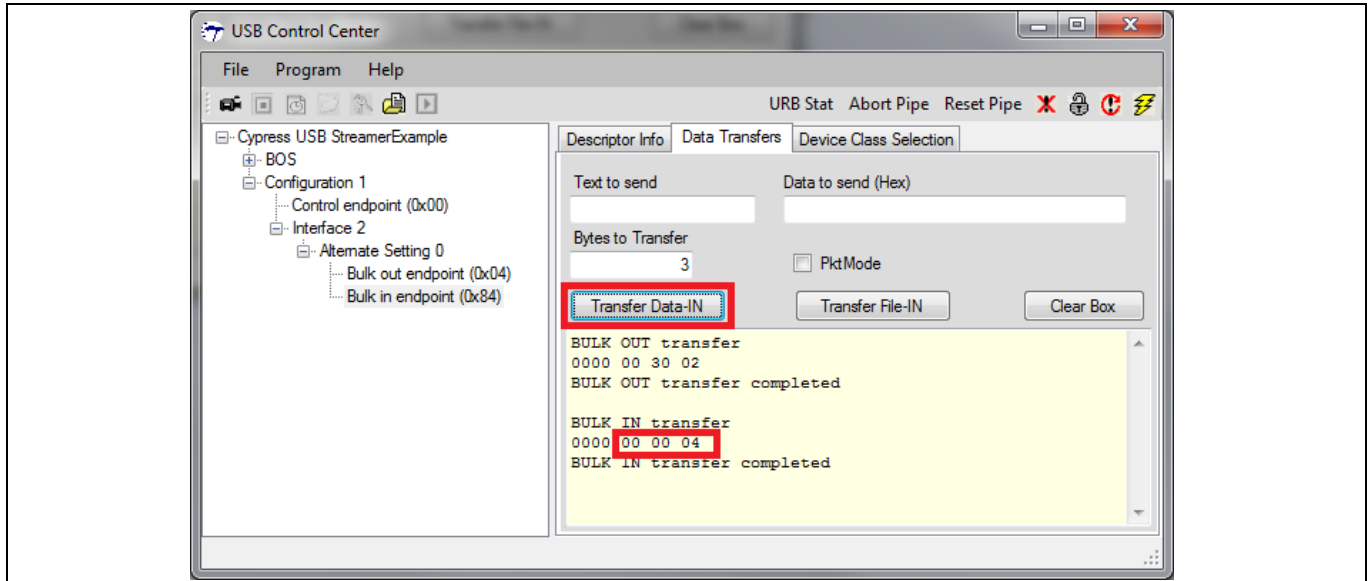 USB Control Center
File Program Help
URB Stat Abort Pipe Reset Pipe
Cypress USB StreamerExample
BOS
Configuration 1
Control endpoint (0x00)
Interface 2
Alternate Setting 0
Bulk out endpoint (0x04)
Bulk in endpoint (0x84)
Descriptor Info Data Transfers Device Class Selection
Text to send Data to send (Hex)
Bytes to Transfer
3 PktMode
Transfer Data-IN Transfer File-IN Clear Box
BULK OUT transfer
0000 00 30 02
BULK OUT transfer completed
BULK IN transfer
0000 00 00 04
BULK IN transfer completed